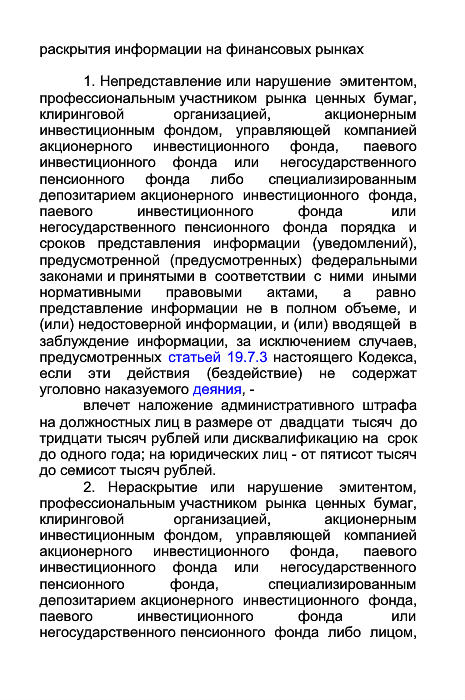 раскрытия информации на финансовых рынках
1. Непредставление или нарушение эмитентом,
профессиональным участником рынка ценных бумаг,
клиринговой организацией, акционерным
инвестиционным фондом, управляющей компанией
акционерного инвестиционного фонда, паевого
инвестиционного фонда или негосударственного
пенсионного фонда либо специализированным
депозитарием акционерного инвестиционного фонда,
паевого инвестиционного фонда или
негосударственного пенсионного фонда порядка и
сроков представления информации (уведомлений),
предусмотренной (предусмотренных) федеральными
законами и принятыми в соответствии с ними иными
нормативными правовыми актами, а равно
представление информации не в полном объеме, и
(или) недостоверной информации, и (или) вводящей в
заблуждение информации, за исключением случаев,
предусмотренных статьей 19.7.3 настоящего Кодекса,
если эти действия (бездействие) не содержат
уголовно наказуемого деяния, -
влечет наложение административного штрафа
на должностных лиц в размере от двадцати тысяч до
тридцати тысяч рублей или дисквалификацию на срок
до одного года; на юридических лиц - от пятисот тысяч
до семисот тысяч рублей.
2. Нераскрытие или нарушение эмитентом,
профессиональным участником рынка ценных бумаг,
клиринговой организацией, акционерным
инвестиционным фондом, управляющей компанией
акционерного инвестиционного фонда, паевого
инвестиционного фонда или негосударственного
пенсионного фонда, специализированным
депозитарием акционерного инвестиционного фонда,
паевого инвестиционного фонда или
негосударственного пенсионного фонда либо лицом,